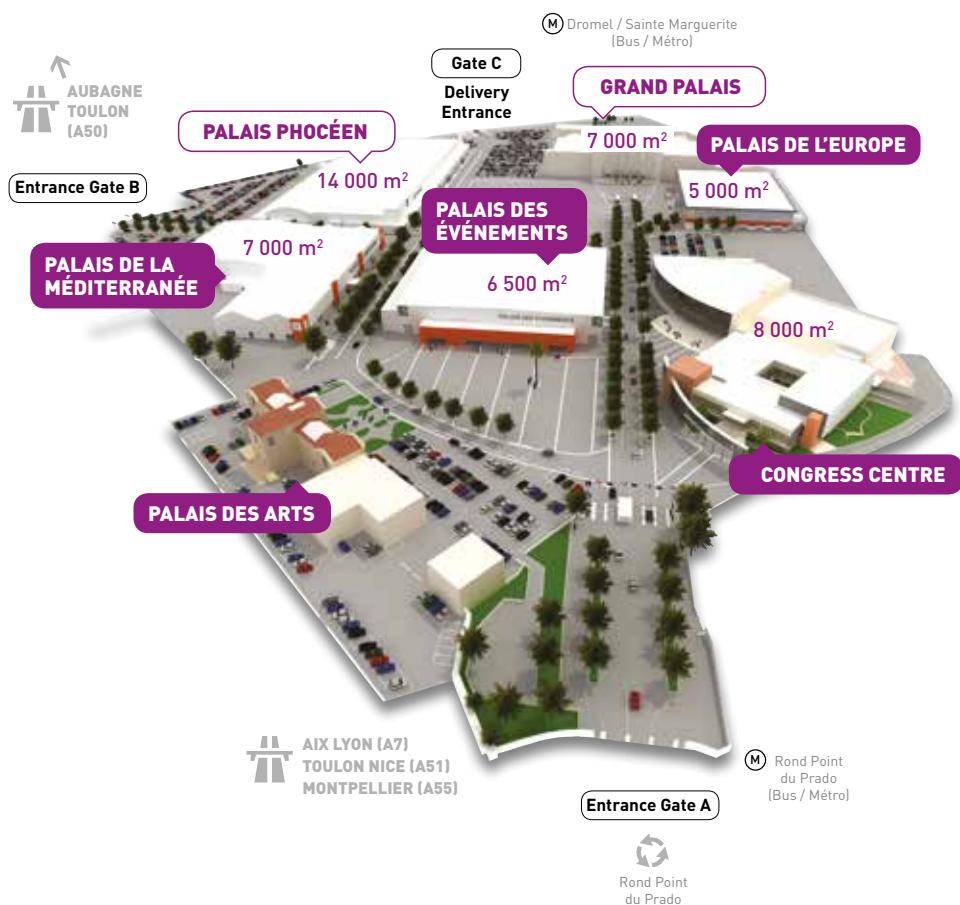 M Dromel / Sainte Marguerite
(Bus / Métro)
Gate C
Delivery
Entrance
AUBAGNE
TOULON
(A50)
GRAND PALAIS
7 000 m²
PALAIS PHOCÉEN
14 000 m²
PALAIS DE L'EUROPE
5 000 m²
Entrance Gate B
PALAIS DES
ÉVÉNEMENTS
6 500 m²
7 000 m²
PALAIS DE LA
MÉDITERRANÉE
8 000 m²
CONGRESS CENTRE
PALAIS DES ARTS
AIX LYON (A7)
TOULON NICE (A51)
MONTPELLIER (A55)
M Rond Point
du Prado
(Bus / Métro)
Entrance Gate A
Rond Point
du Prado